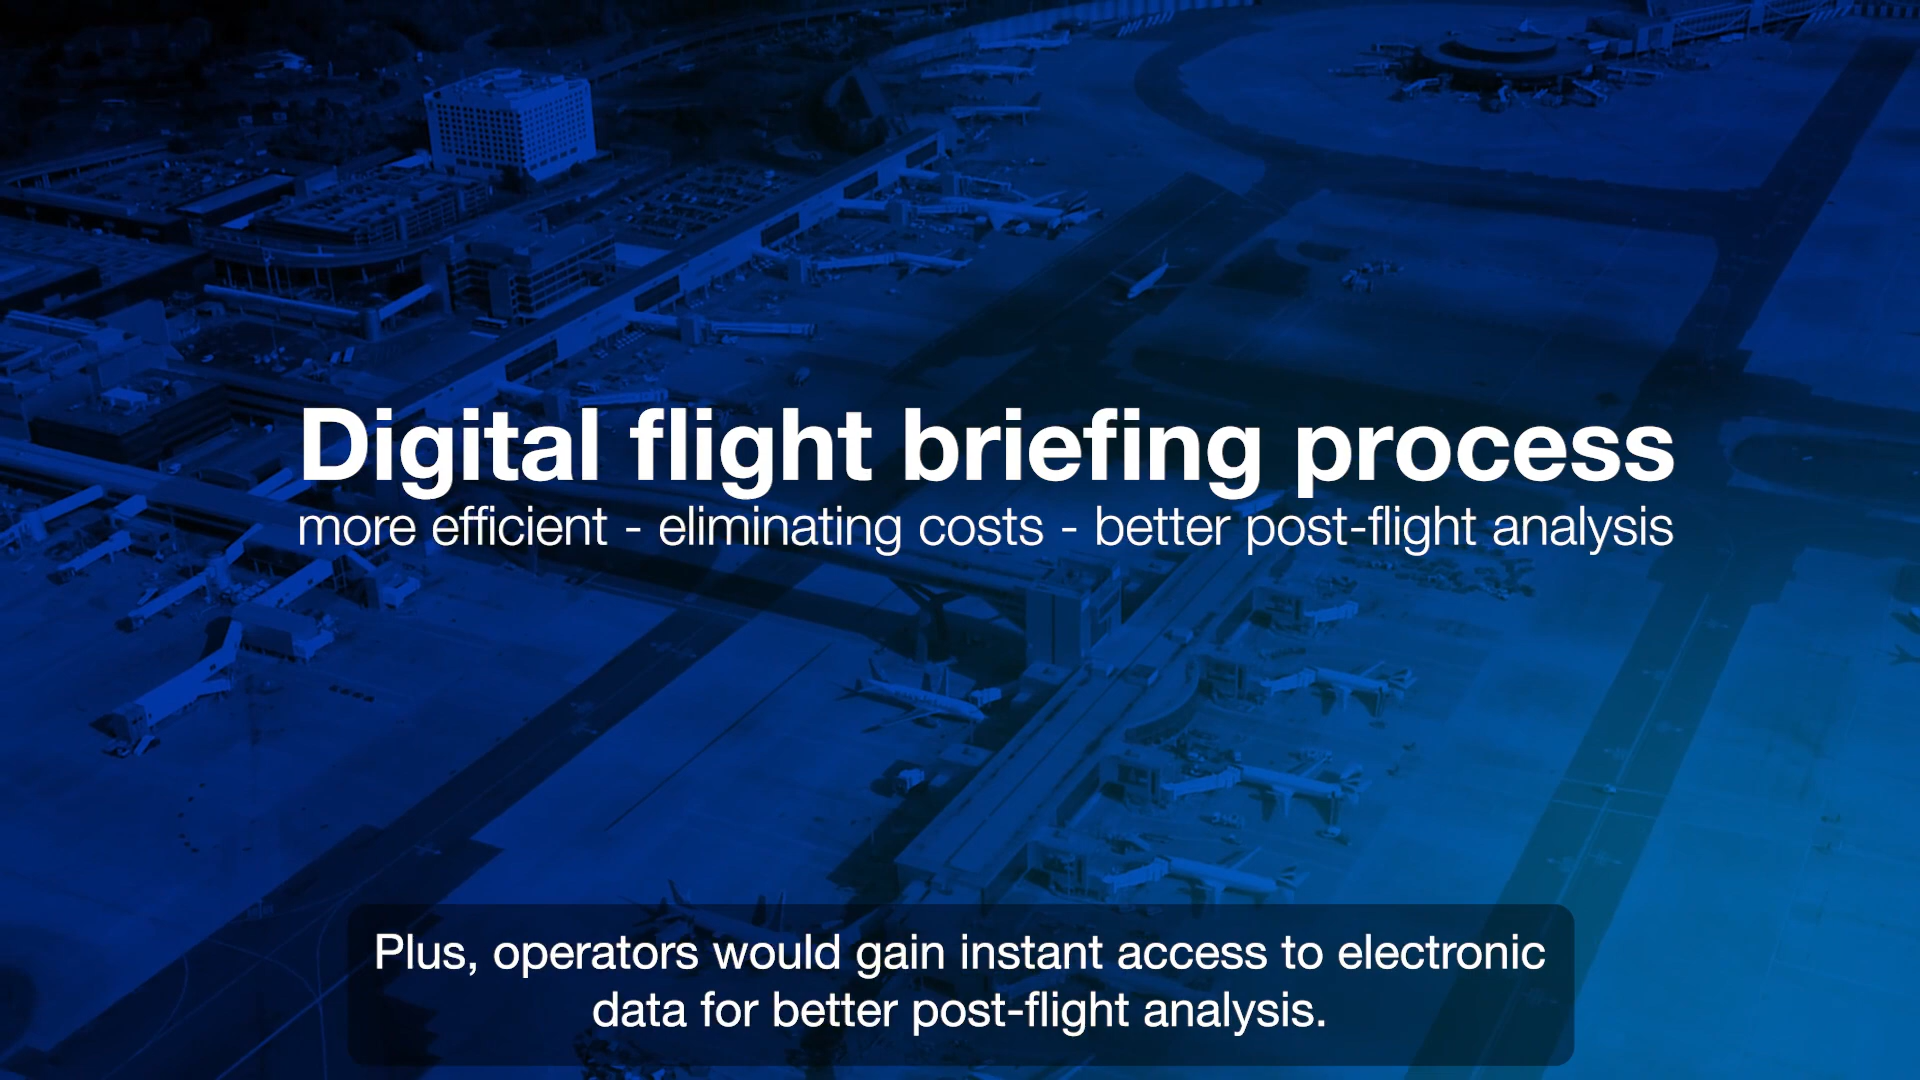 Digital flight briefing process
more efficient - eliminating costs - better post-flight analysis
Plus, operators would gain instant access to electronic
data for better post-flight analysis.